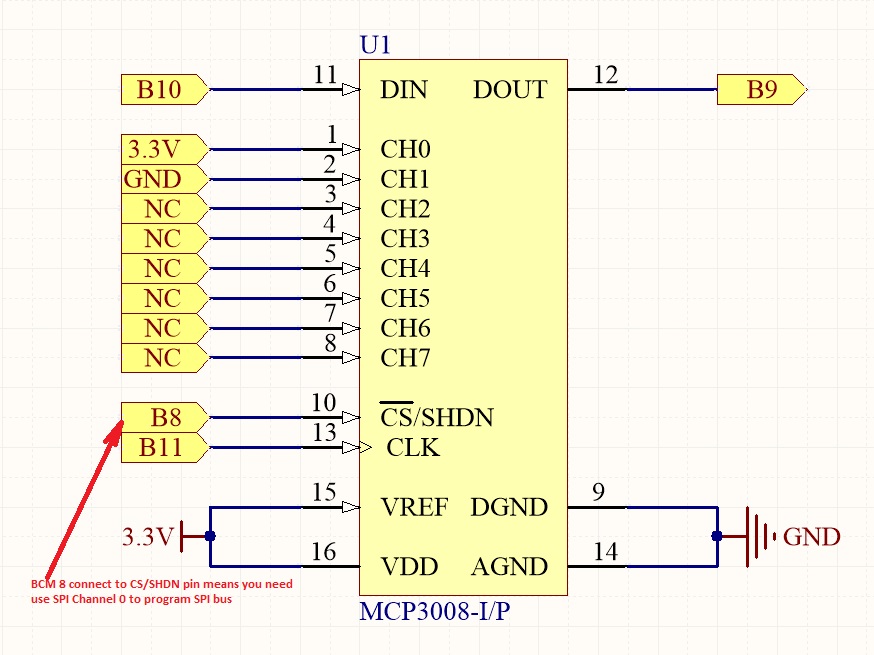 U1
B10 11 DIN DOUT 12 B9
3.3V 1 CH0
GND 2 CH1
NC 3 CH2
NC 4 CH3
NC 5 CH4
NC 6 CH5
NC 7 CH6
NC 8 CH7
B8 10 CS/SHDN
B11 13 CLK
15 VREF DGND 9
3.3V GND
16 VDD AGND 14
BCM 8 connect to CS/SHDN pin means you need
use SPI Channel 0 to program SPI bus
MCP3008-I/P